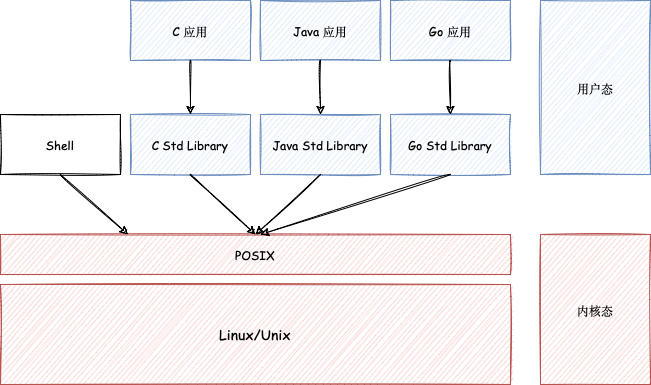 C 应用
Java 应用
Go 应用
用户态
Shell
C Std Library
Java Std Library
Go Std Library
POSIX
内核态
Linux/Unix